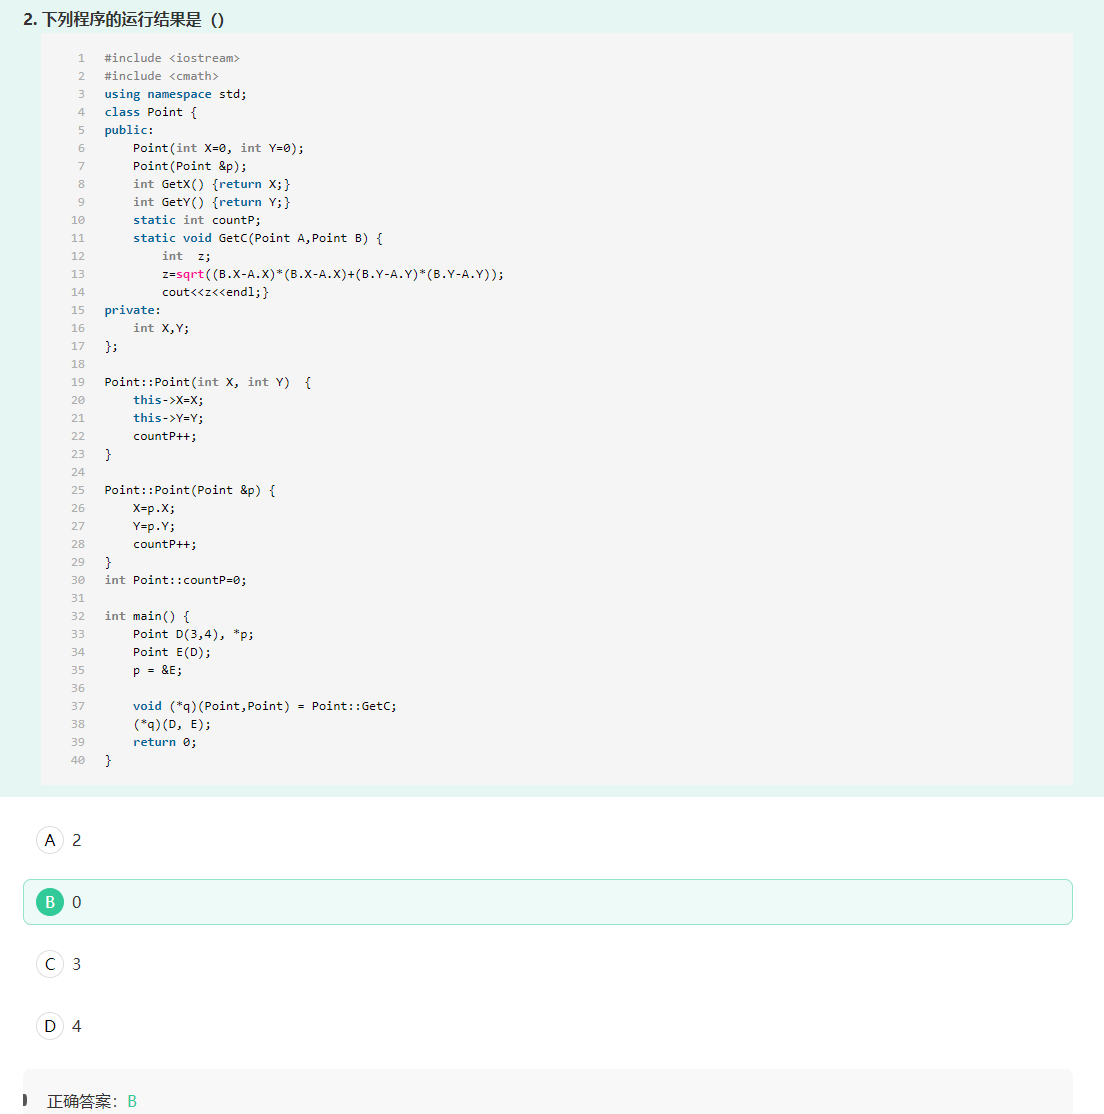 2. 下列程序的运行结果是（）
1 #include <iostream>
2 #include <cmath>
3 using namespace std;
4 class Point {
5 public:
6     Point(int X=0, int Y=0);
7     Point(Point &p);
8     int GetX() {return X;}
9     int GetY() {return Y;}
10     static int countP;
11     static void GetC(Point A,Point B) {
12         int  z;
13         z=sqrt((B.X-A.X)*(B.X-A.X)+(B.Y-A.Y)*(B.Y-A.Y));
14         cout<<z<<endl;}
15 private:
16     int X,Y;
17 };
18
19 Point::Point(int X, int Y)  {
20     this->X=X;
21     this->Y=Y;
22     countP++;
23 }
24
25 Point::Point(Point &p) {
26     X=p.X;
27     Y=p.Y;
28     countP++;
29 }
30 int Point::countP=0;
31
32 int main() {
33     Point D(3,4), *p;
34     Point E(D);
35     p = &E;
36
37     void (*q)(Point,Point) = Point::GetC;
38     (*q)(D, E);
39     return 0;
40 }
A 2
B 0
C 3
D 4
正确答案：B